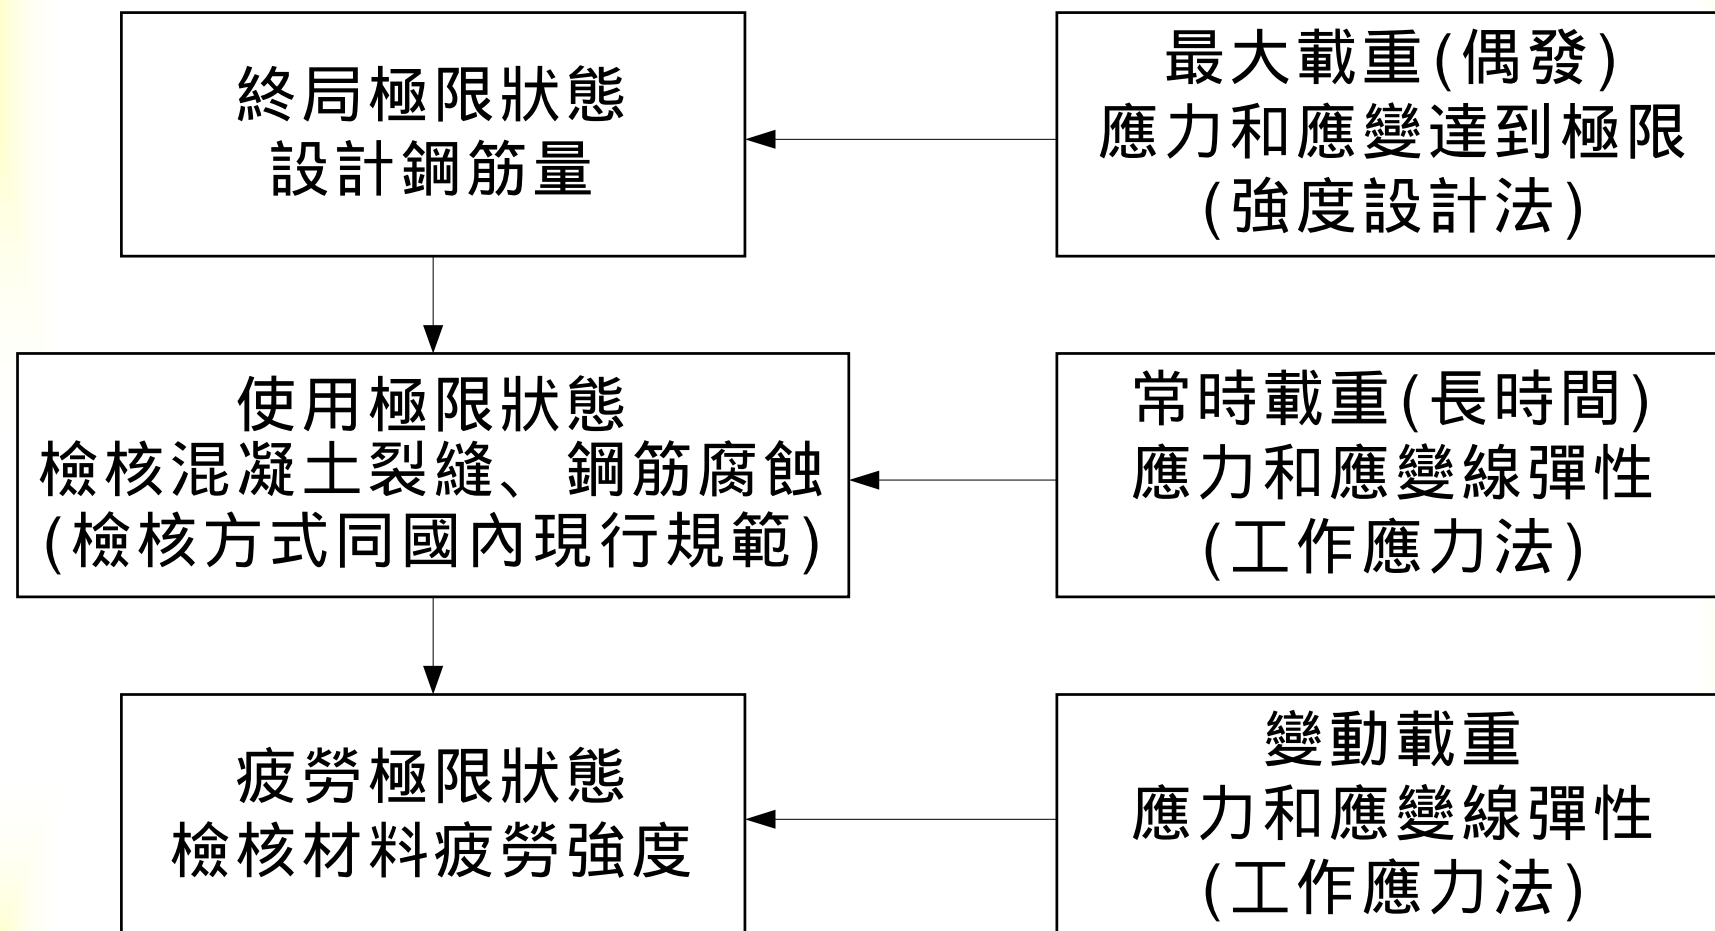 終局極限狀態
設計鋼筋量
最大載重(偶發)
應力和應變達到極限
(強度設計法)
使用極限狀態
檢核混凝土裂縫、鋼筋腐蝕
(檢核方式同國內現行規範)
常時載重(長時間)
應力和應變線彈性
(工作應力法)
疲勞極限狀態
檢核材料疲勞強度
變動載重
應力和應變線彈性
(工作應力法)